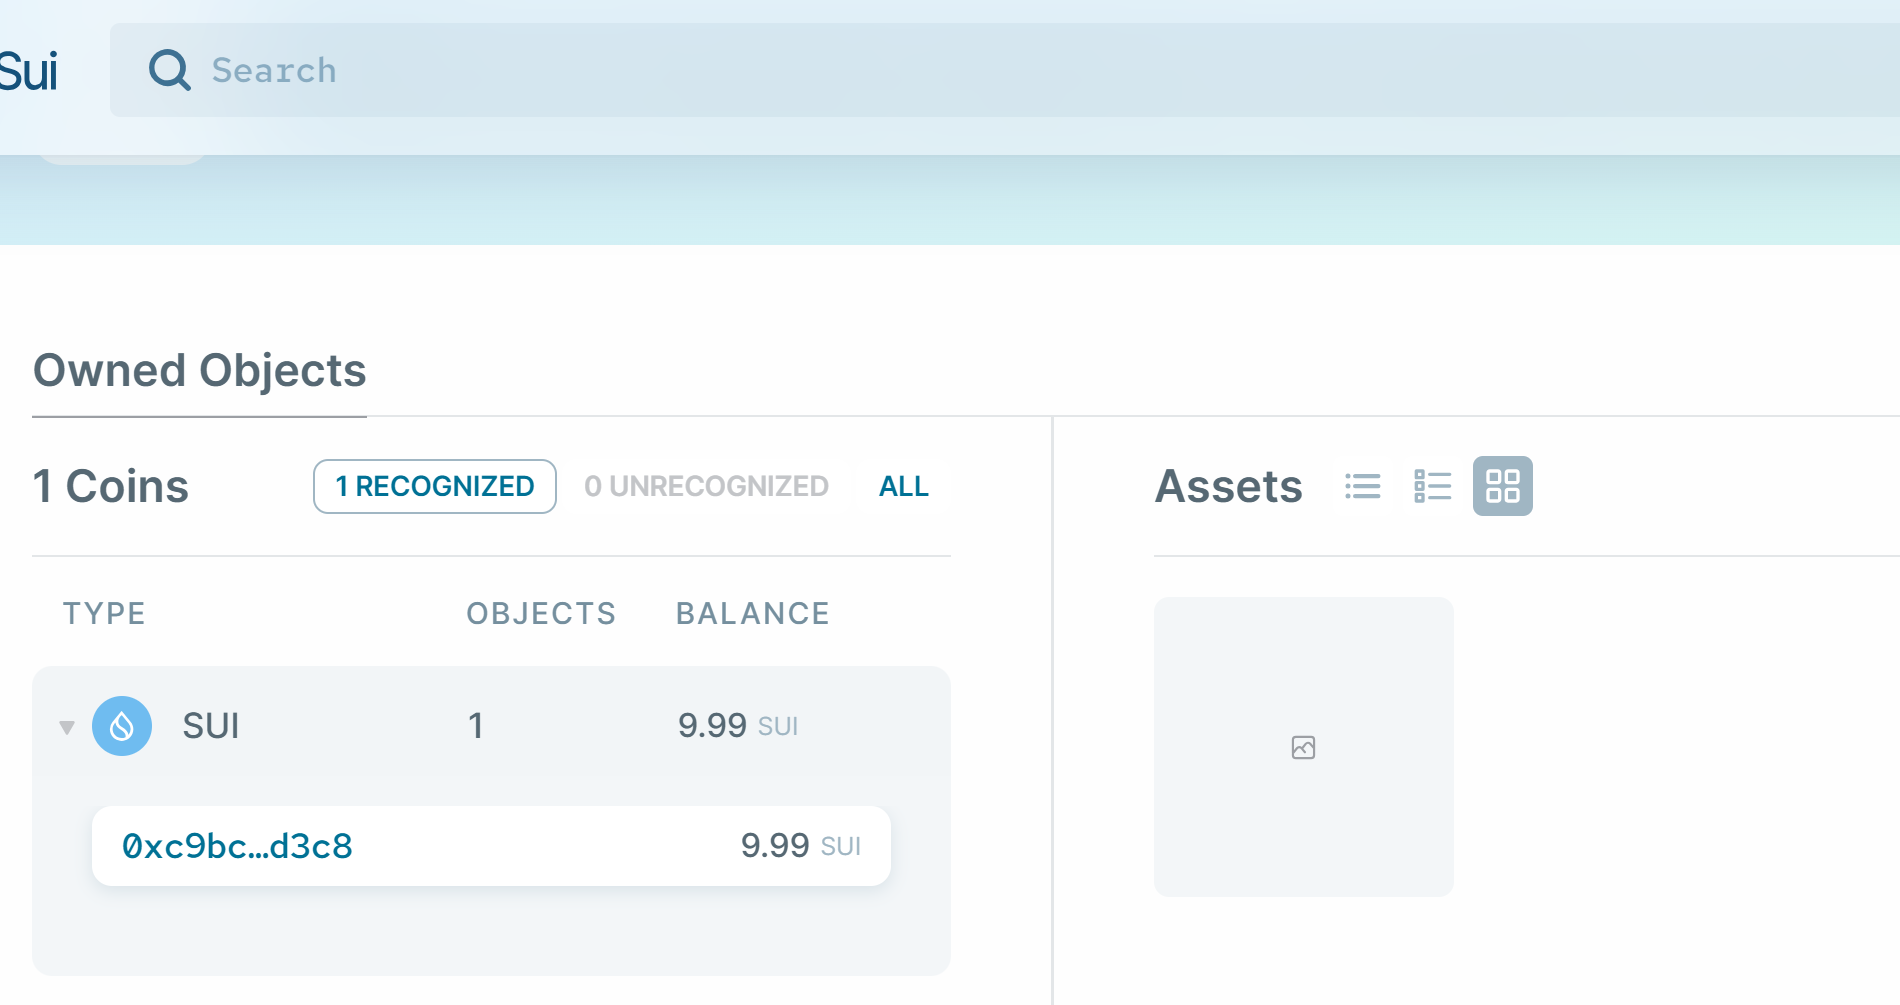 Sui
Search
Owned Objects
1 Coins
1 RECOGNIZED
0 UNRECOGNIZED
ALL
Assets
TYPE
OBJECTS
BALANCE
SUI
1
9.99 SUI
0xc9bc…d3c8
9.99 SUI